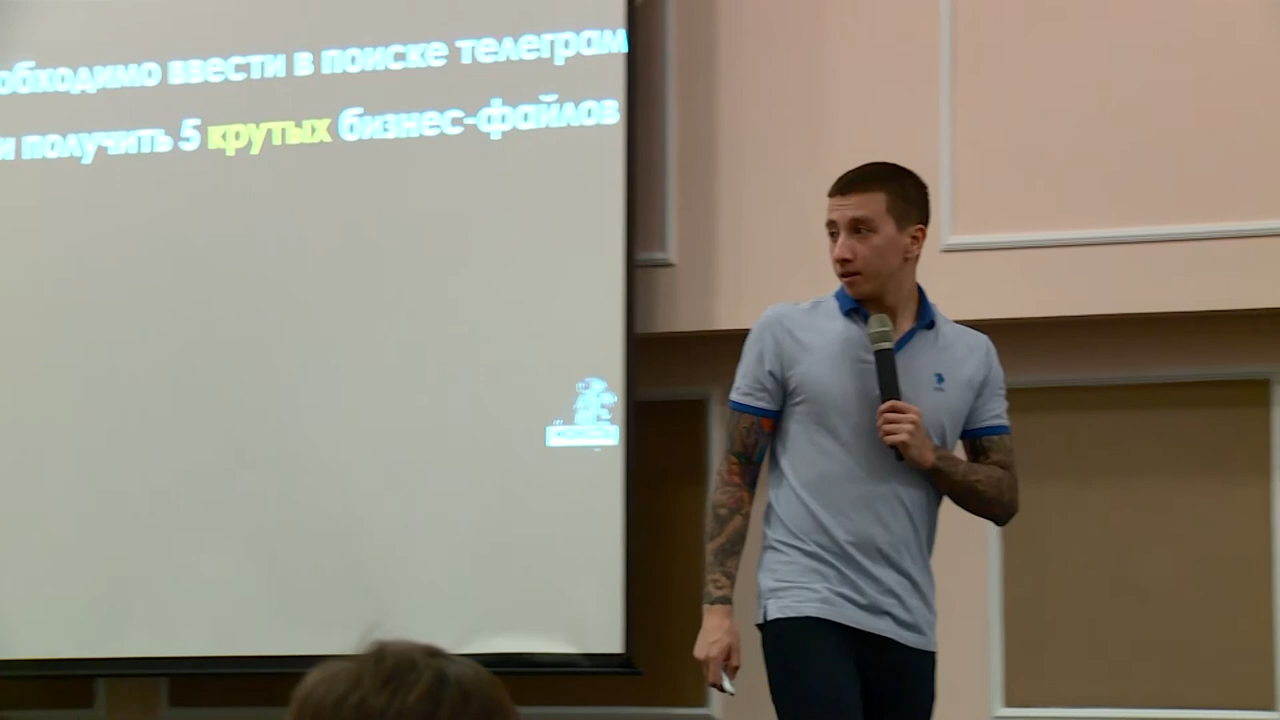 обходимо ввести в поиске телеграм
и получить 5 крутых бизнес-файлов